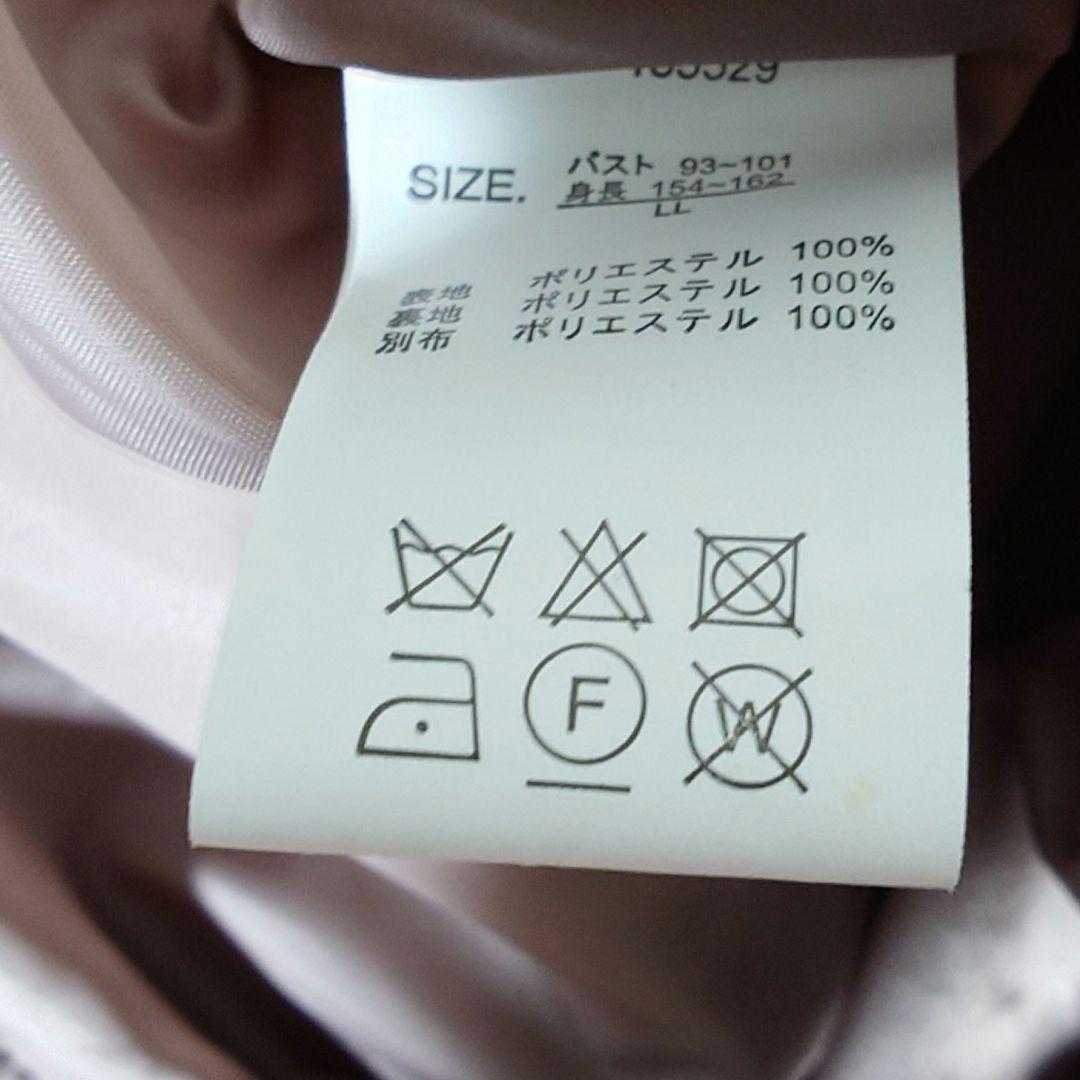 SIZE. バスト 93~101
身長 154~162
LL
表地 ポリエステル 100%
裏地 ポリエステル 100%
別布 ポリエステル 100%
F W